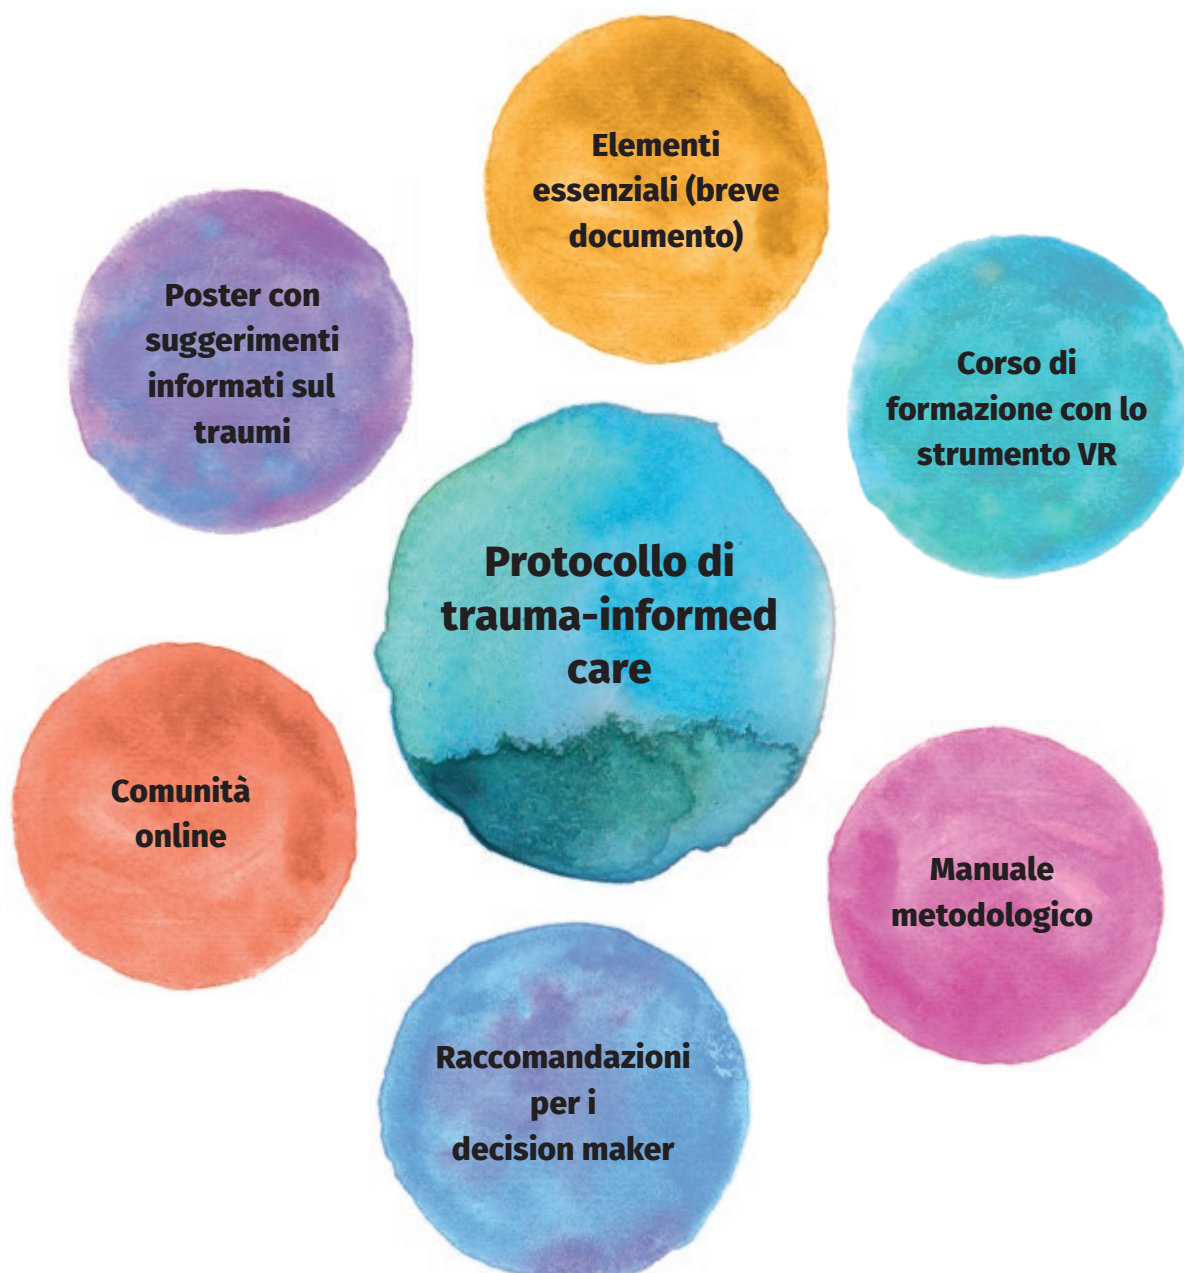 Elementi
essenziali (breve
documento)
Poster con
suggerimenti
informati sul
traumi
Corso di
formazione con lo
strumento VR
Protocollo di
trauma-informed
care
Comunità
online
Manuale
metodologico
Raccomandazioni
per i
decision maker